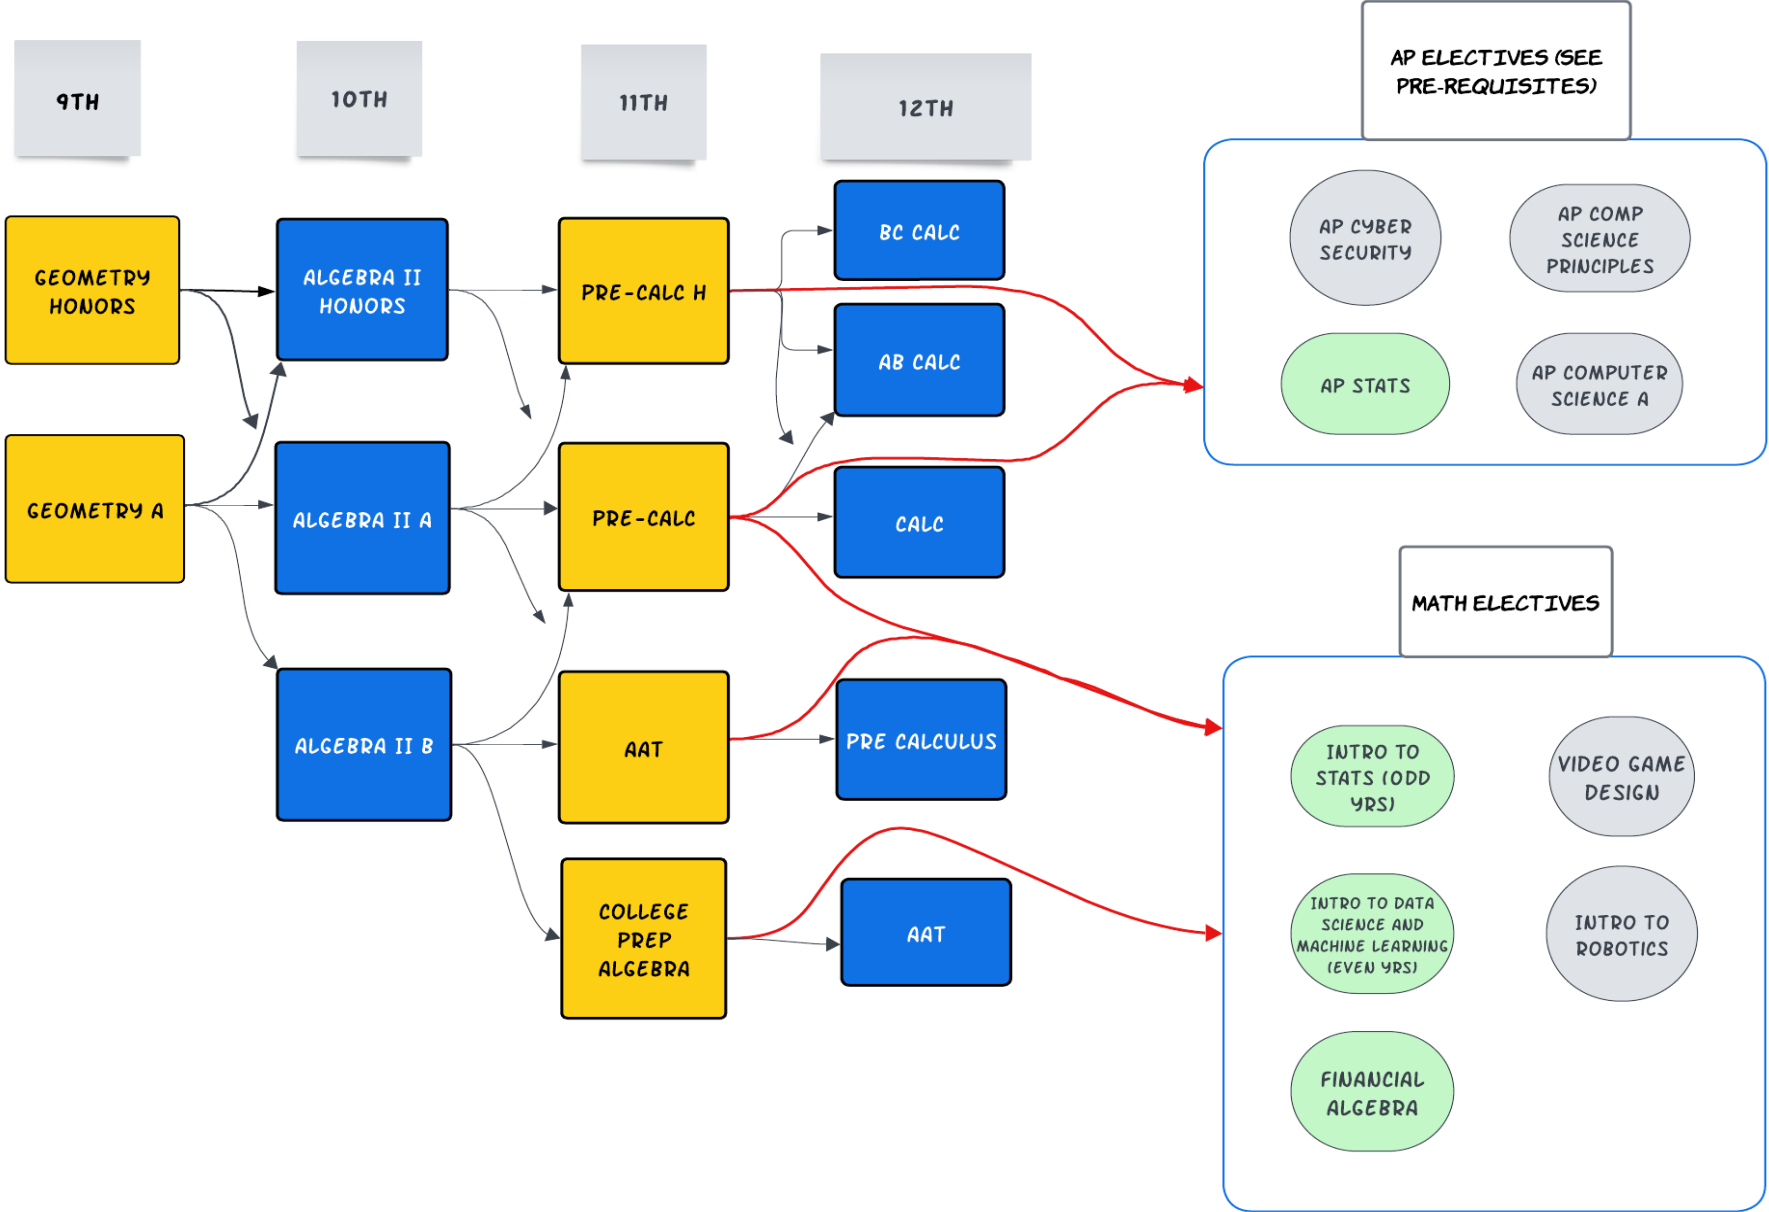 9TH
10TH
11TH
12TH
AP ELECTIVES (SEE
PRE-REQUISITES)
GEOMETRY
HONORS
ALGEBRA II
HONORS
PRE-CALC H
BC CALC
AB CALC
AP CYBER
SECURITY
AP COMP
SCIENCE
PRINCIPLES
AP STATS
AP COMPUTER
SCIENCE A
GEOMETRY A
ALGEBRA II A
PRE-CALC
CALC
MATH ELECTIVES
ALGEBRA II B
AAT
PRE CALCULUS
INTRO TO
STATS (ODD
YRS)
VIDEO GAME
DESIGN
COLLEGE
PREP
ALGEBRA
AAT
INTRO TO DATA
SCIENCE AND
MACHINE LEARNING
(EVEN YRS)
INTRO TO
ROBOTICS
FINANCIAL
ALGEBRA